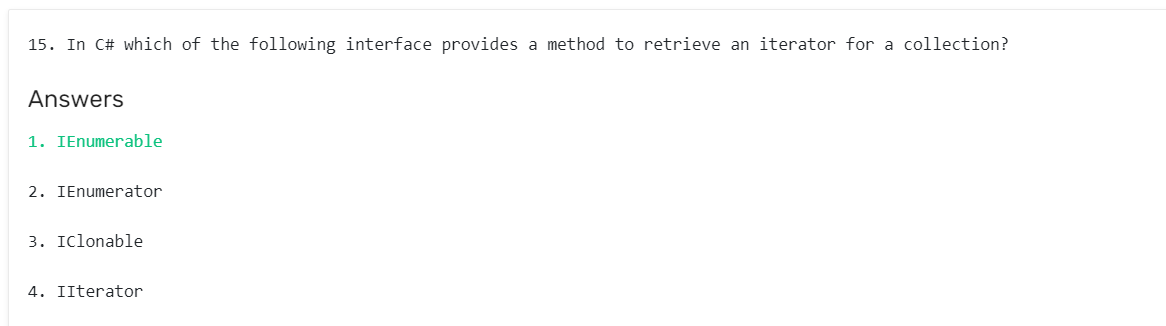 15. In C# which of the following interface provides a method to retrieve an iterator for a collection?
Answers
1. IEnumerable
2. IEnumerator
3. IClonable
4. IIterator